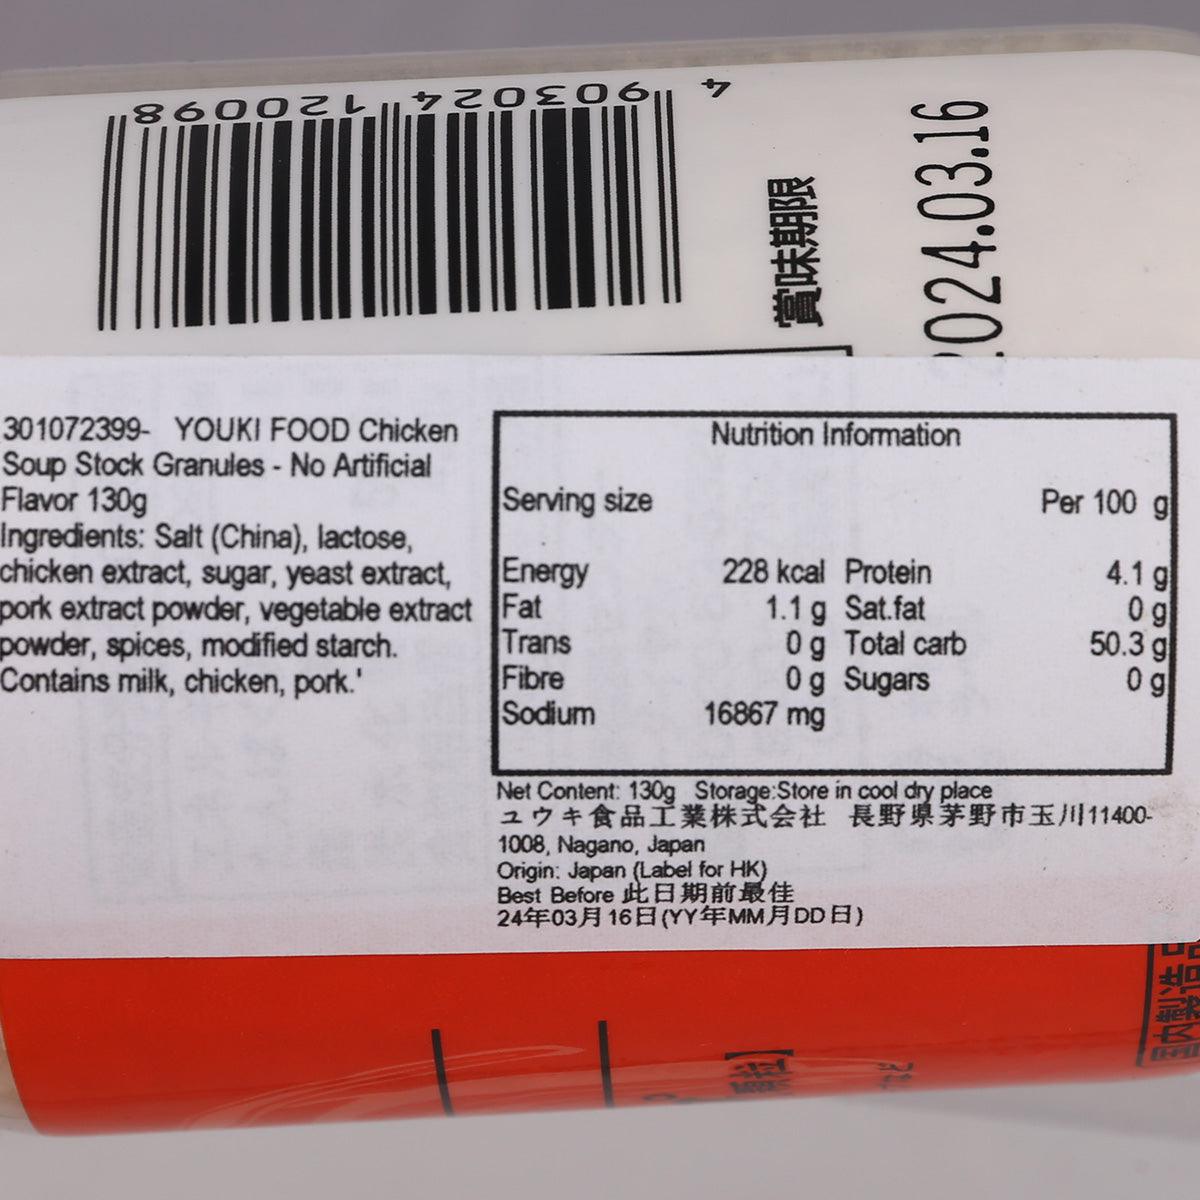 4 903024 120098
賞味期限
2024.03.16
301072399- YOUKI FOOD Chicken
Soup Stock Granules - No Artificial
Flavor 130g
Ingredients: Salt (China), lactose,
chicken extract, sugar, yeast extract,
pork extract powder, vegetable extract
powder, spices, modified starch.
Contains milk, chicken, pork.'
Nutrition Information
Serving size Per 100 g
Energy 228 kcal Protein 4.1 g
Fat 1.1 g Sat.fat 0 g
Trans 0 g Total carb 50.3 g
Fibre 0 g Sugars 0 g
Sodium 16867 mg
Net Content: 130g Storage:Store in cool dry place
ユウキ食品工業株式会社 長野県茅野市玉川11400-
1008, Nagano, Japan
Origin: Japan (Label for HK)
Best Before 此日期前最佳
24年03月16日(YY年MM月DD日)
国内製造品